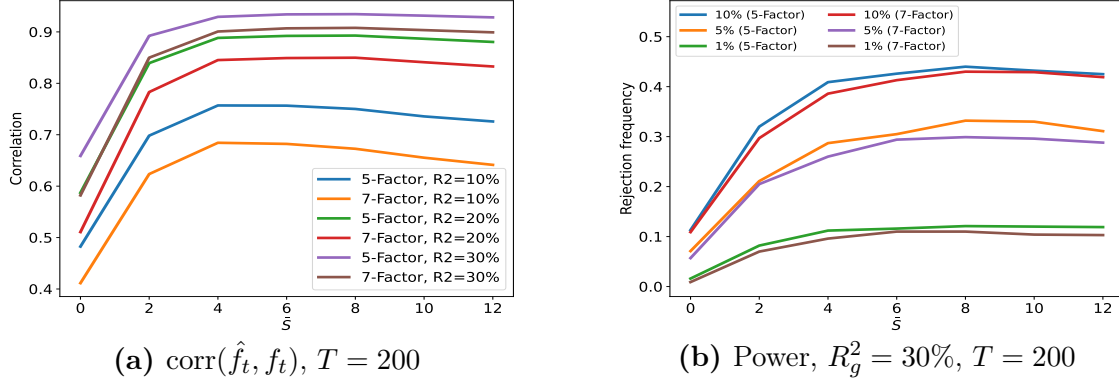 0.9
0.8
0.7
0.6
0.5
0.4
Correlation
0 2 4 6 8 10 12
S̄
5-Factor, R2=10%
7-Factor, R2=10%
5-Factor, R2=20%
7-Factor, R2=20%
5-Factor, R2=30%
7-Factor, R2=30%
(a) corr(f̂_t, f_t), T = 200
0.5
0.4
0.3
0.2
0.1
0.0
Rejection frequency
0 2 4 6 8 10 12
S̄
10% (5-Factor) 10% (7-Factor)
5% (5-Factor) 5% (7-Factor)
1% (5-Factor) 1% (7-Factor)
(b) Power, R_g^2 = 30%, T = 200